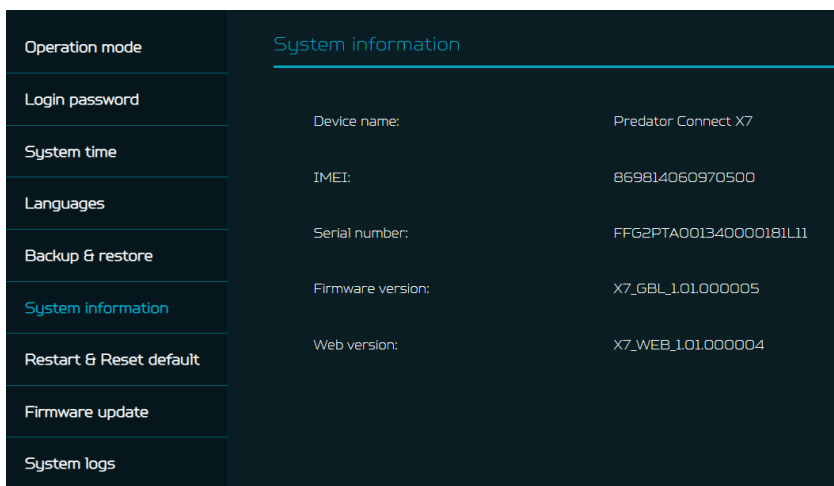 Operation mode
Login password
System time
Languages
Backup & restore
System information
Restart & Reset default
Firmware update
System logs
System information
Device name: Predator Connect X7
IMEI: 869814060970500
Serial number: FFG2PTA001340000181L11
Firmware version: X7_GBL_1.01.000005
Web version: X7_WEB_1.01.000004